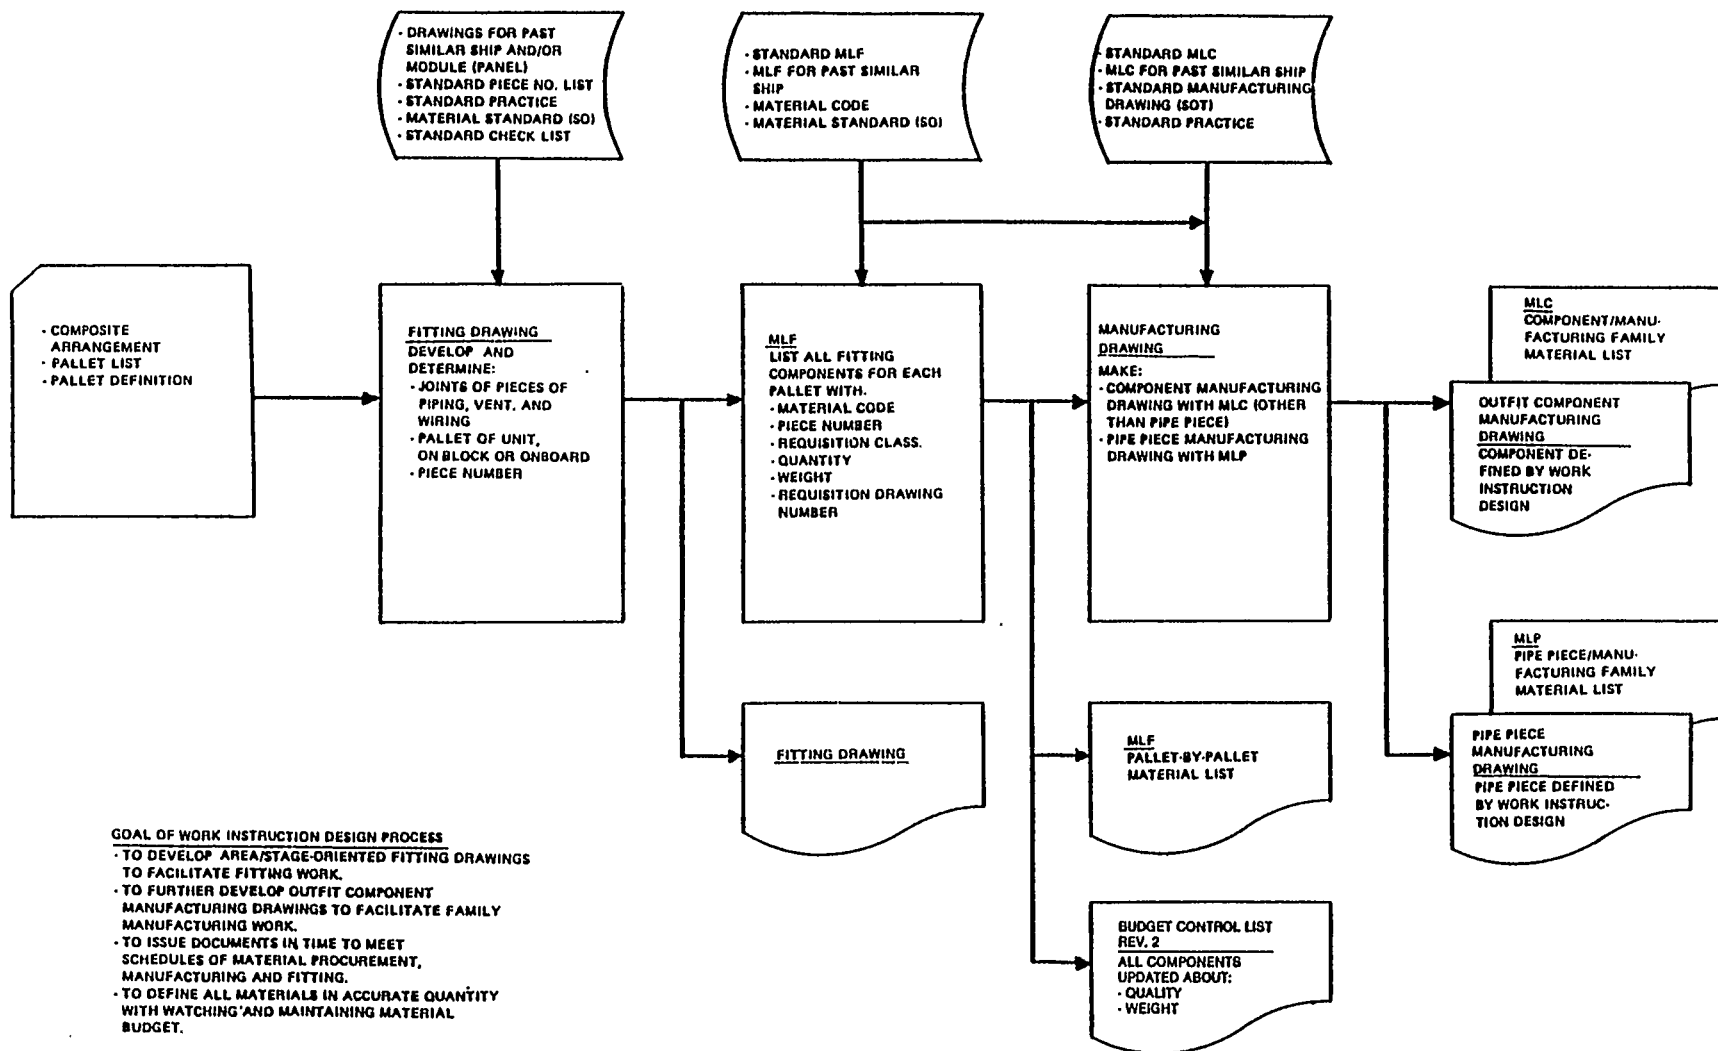 · DRAWINGS FOR PAST
SIMILAR SHIP AND/OR
MODULE (PANEL)
· STANDARD PIECE NO. LIST
· STANDARD PRACTICE
· MATERIAL STANDARD (SO)
· STANDARD CHECK LIST
· STANDARD MLF
· MLF FOR PAST SIMILAR
SHIP
· MATERIAL CODE
· MATERIAL STANDARD (SO)
· STANDARD MLC
· MLC FOR PAST SIMILAR SHIP
· STANDARD MANUFACTURING
DRAWING (SOT)
· STANDARD PRACTICE
· COMPOSITE
ARRANGEMENT
· PALLET LIST
· PALLET DEFINITION
FITTING DRAWING
DEVELOP AND
DETERMINE:
· JOINTS OF PIECES OF
PIPING, VENT. AND
WIRING
· PALLET OF UNIT,
ON BLOCK OR ONBOARD
· PIECE NUMBER
MLF
LIST ALL FITTING
COMPONENTS FOR EACH
PALLET WITH.
· MATERIAL CODE
· PIECE NUMBER
· REQUISITION CLASS.
· QUANTITY
· WEIGHT
· REQUISITION DRAWING
NUMBER
MANUFACTURING
DRAWING
MAKE:
· COMPONENT MANUFACTURING
DRAWING WITH MLC (OTHER
THAN PIPE PIECE)
· PIPE PIECE MANUFACTURING
DRAWING WITH MLP
MLC
COMPONENT/MANU-
FACTURING FAMILY
MATERIAL LIST
OUTFIT COMPONENT
MANUFACTURING
DRAWING
COMPONENT DE-
FINED BY WORK
INSTRUCTION
DESIGN
MLP
PIPE PIECE/MANU-
FACTURING FAMILY
MATERIAL LIST
PIPE PIECE
MANUFACTURING
DRAWING
PIPE PIECE DEFINED
BY WORK INSTRUC-
TION DESIGN
FITTING DRAWING
MLF
PALLET-BY-PALLET
MATERIAL LIST
BUDGET CONTROL LIST
REV. 2
ALL COMPONENTS
UPDATED ABOUT:
· QUALITY
· WEIGHT
GOAL OF WORK INSTRUCTION DESIGN PROCESS
· TO DEVELOP AREA/STAGE-ORIENTED FITTING DRAWINGS
TO FACILITATE FITTING WORK.
· TO FURTHER DEVELOP OUTFIT COMPONENT
MANUFACTURING DRAWINGS TO FACILITATE FAMILY
MANUFACTURING WORK.
· TO ISSUE DOCUMENTS IN TIME TO MEET
SCHEDULES OF MATERIAL PROCUREMENT,
MANUFACTURING AND FITTING.
· TO DEFINE ALL MATERIALS IN ACCURATE QUANTITY
WITH WATCHING AND MAINTAINING MATERIAL
BUDGET.